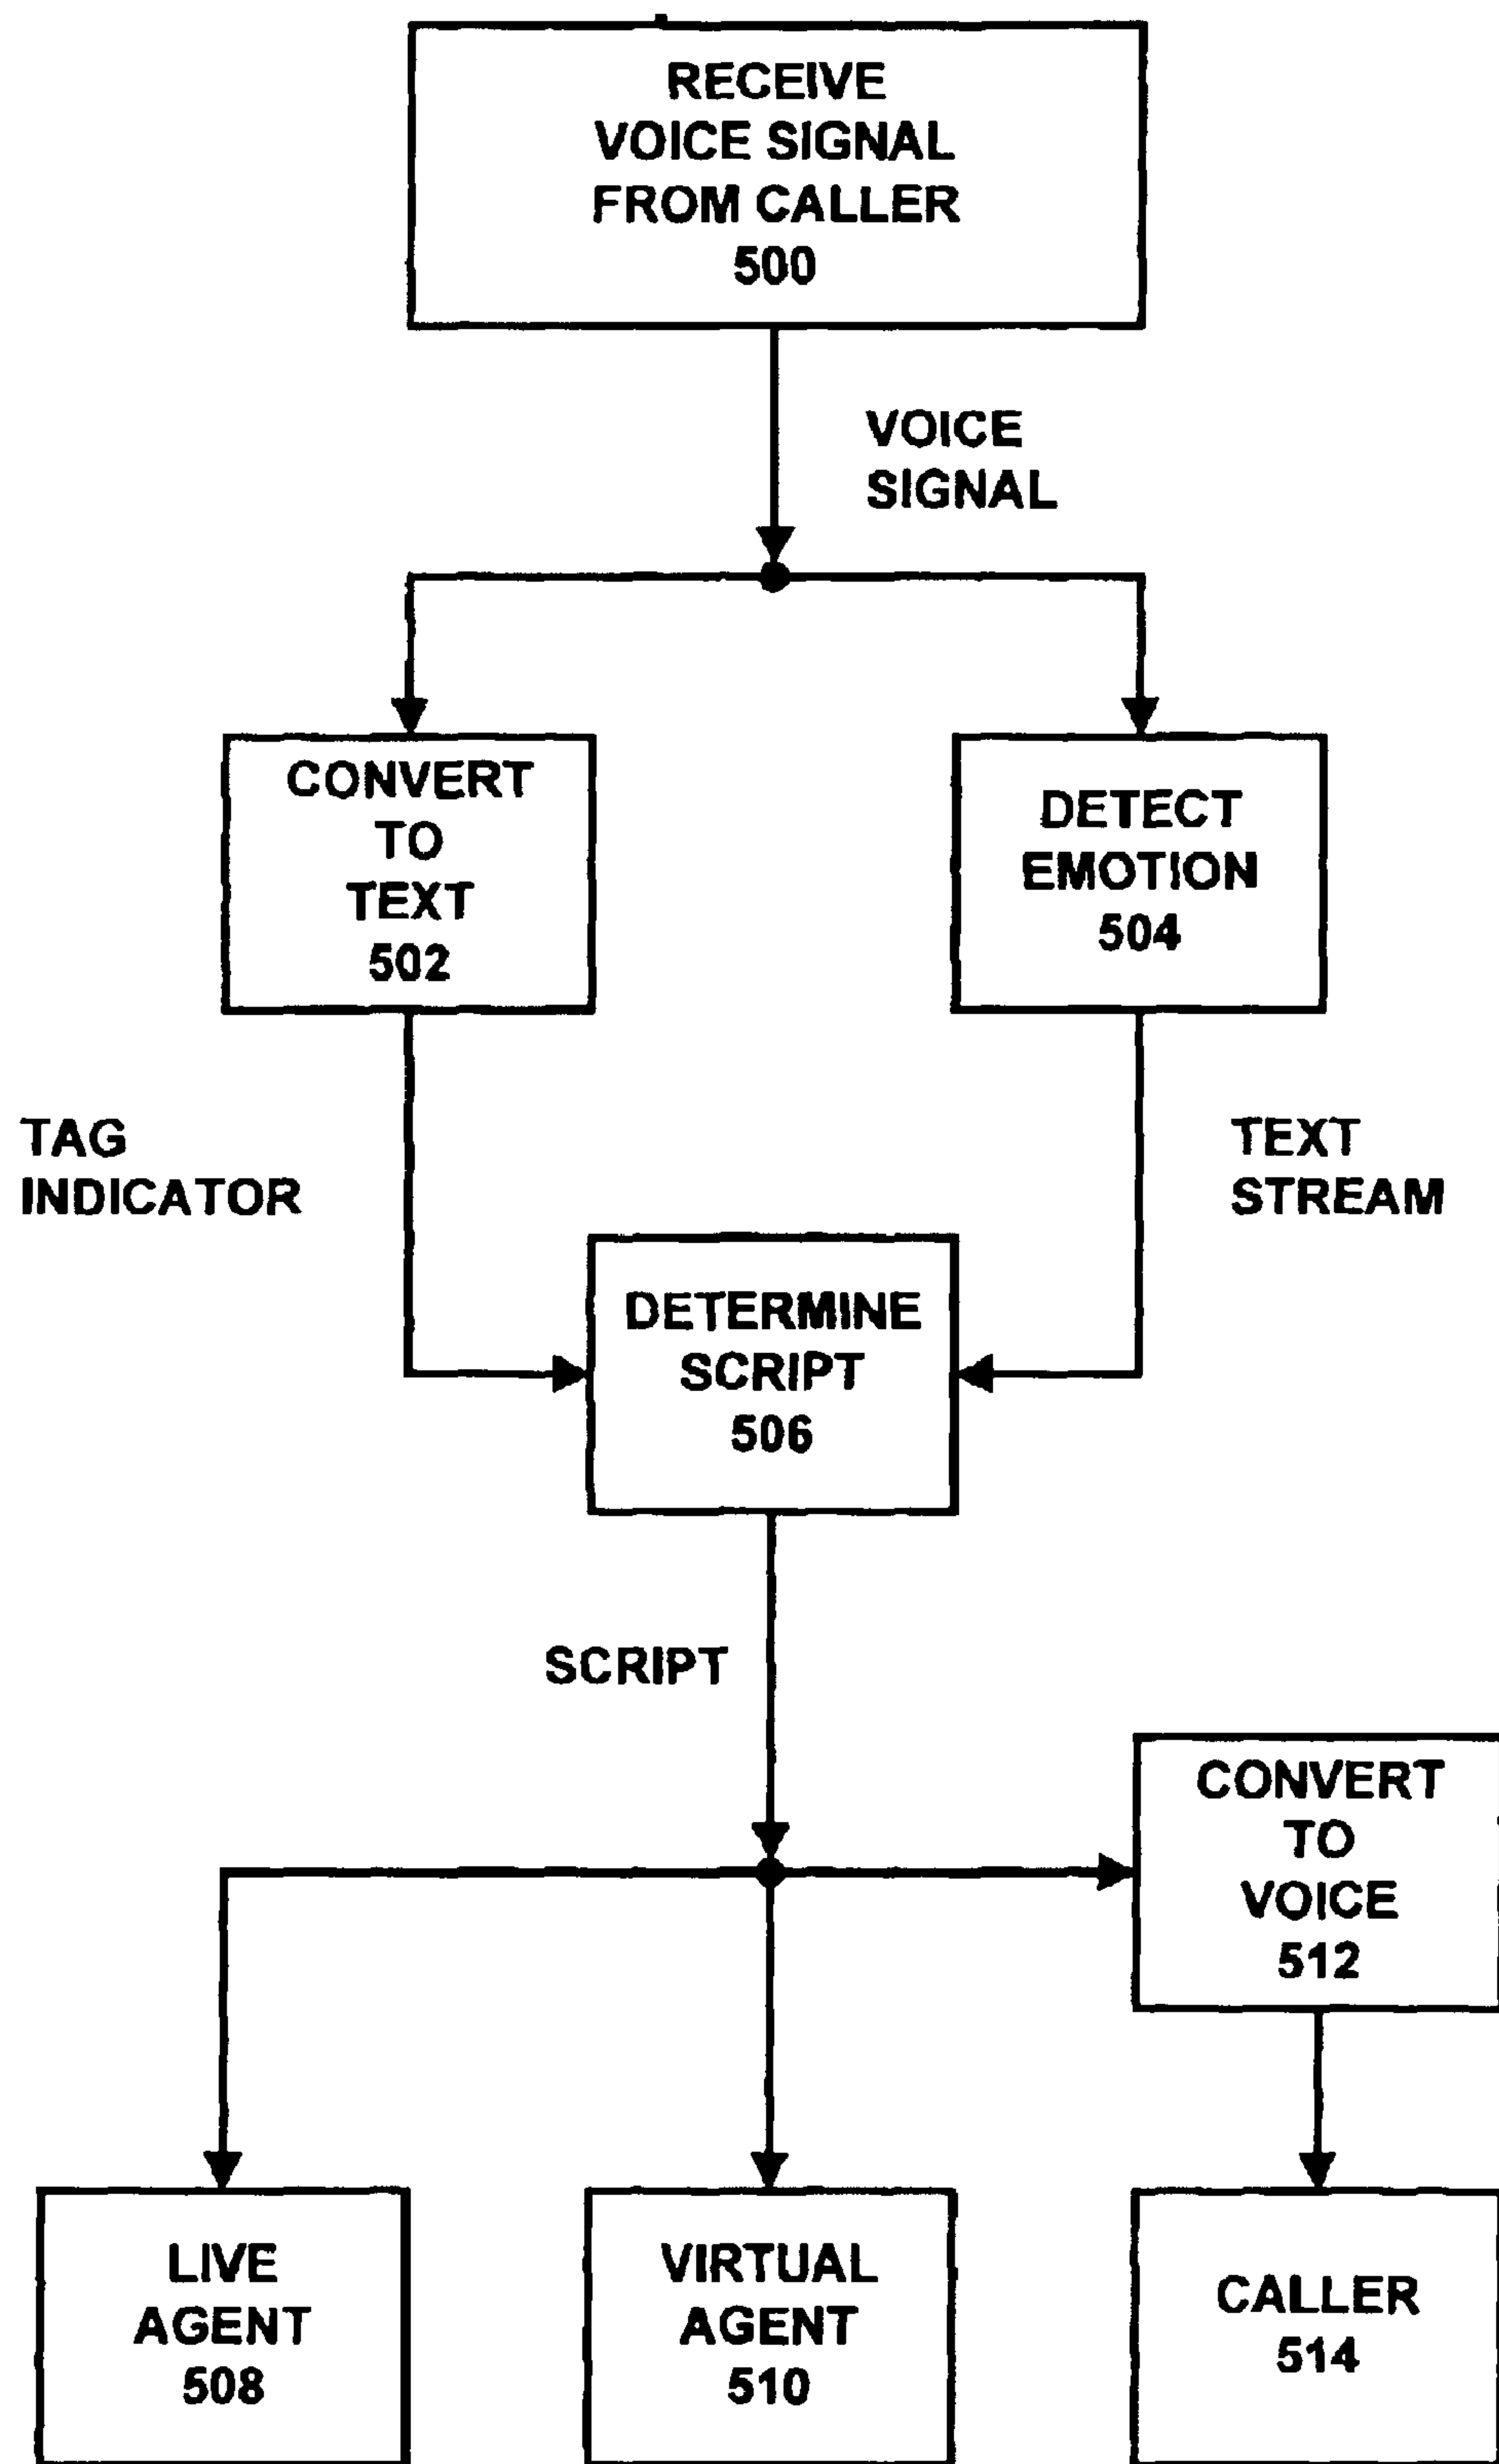 RECEIVE
VOICE SIGNAL
FROM CALLER
500
VOICE
SIGNAL
CONVERT
TO
TEXT
502
DETECT
EMOTION
504
TAG
INDICATOR
TEXT
STREAM
DETERMINE
SCRIPT
506
SCRIPT
CONVERT
TO
VOICE
512
LIVE
AGENT
508
VIRTUAL
AGENT
510
CALLER
514